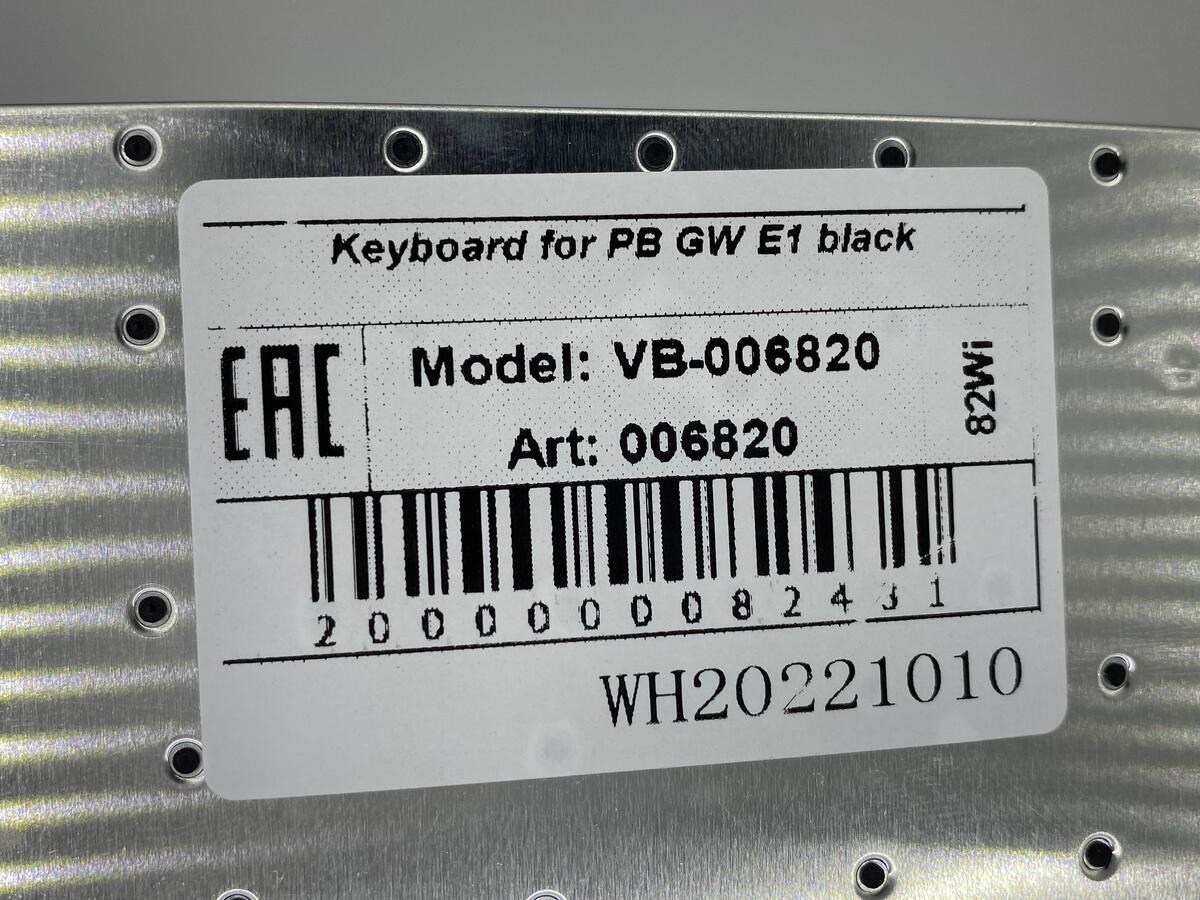 Keyboard for PB GW E1 black
EAC
Model: VB-006820
Art: 006820
82Wi
2000000082431
WH20221010